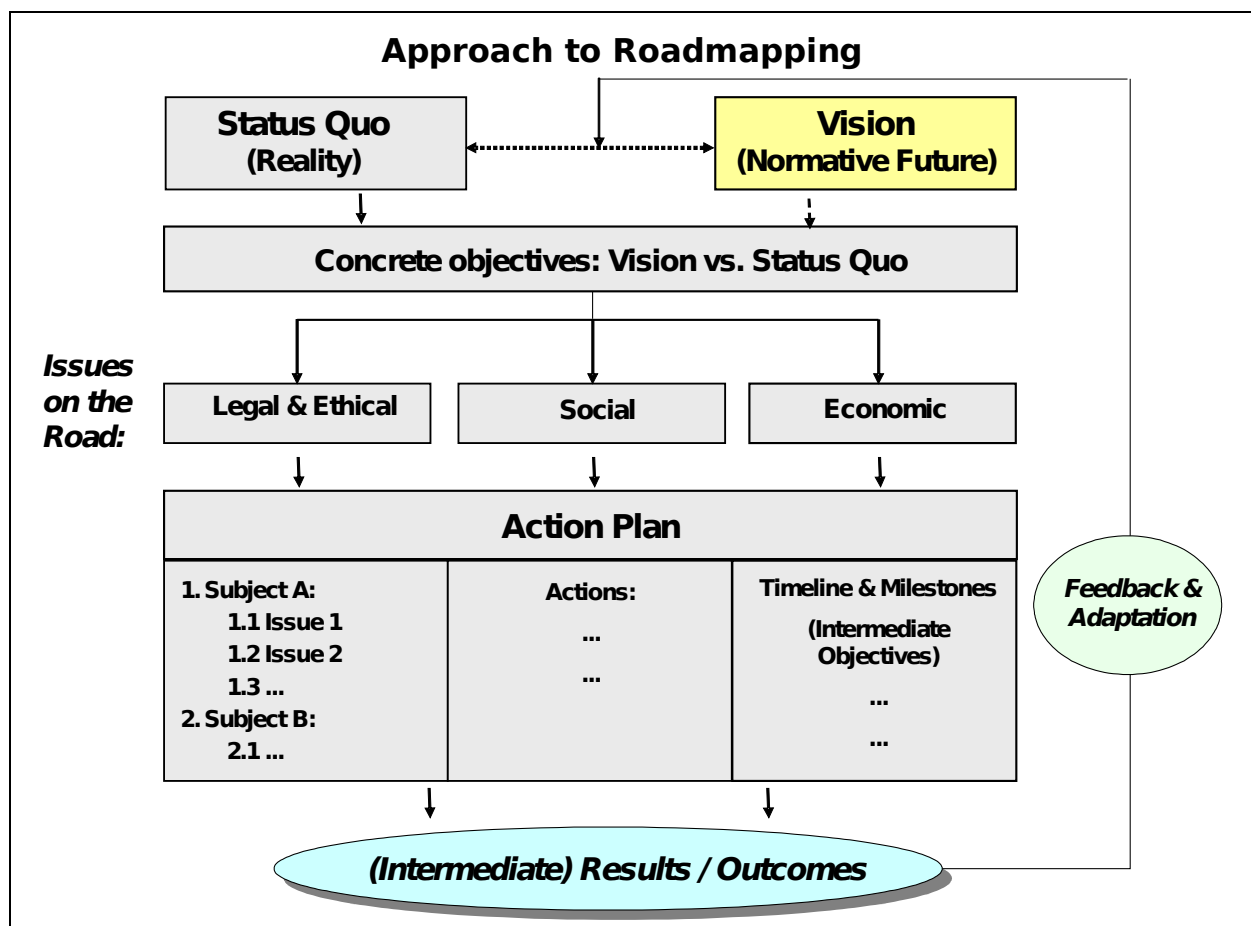 Approach to Roadmapping
Status Quo
(Reality)
Vision
(Normative Future)
Concrete objectives: Vision vs. Status Quo
Issues
on the
Road:
Legal & Ethical
Social
Economic
Action Plan
1. Subject A:
1.1 Issue 1
1.2 Issue 2
1.3 ...
2. Subject B:
2.1 ...
Actions:
...
...
Timeline & Milestones
(Intermediate
Objectives)
...
...
Feedback &
Adaptation
(Intermediate) Results / Outcomes